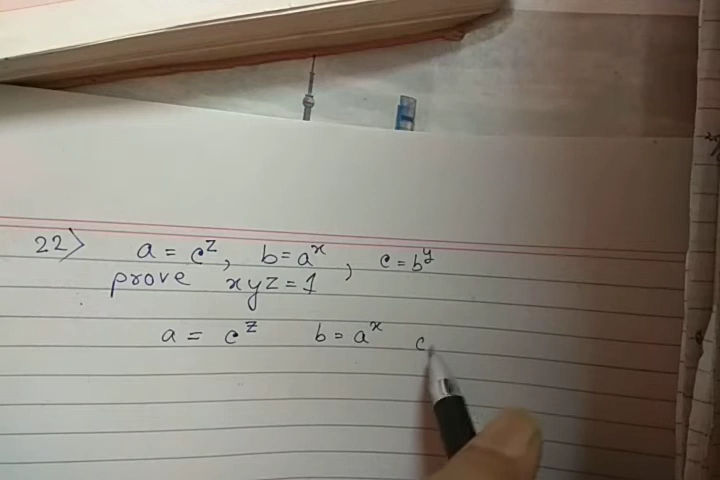 22) a = c^z, b = a^x, c = b^y
prove xyz = 1
a = c^z b = a^x c